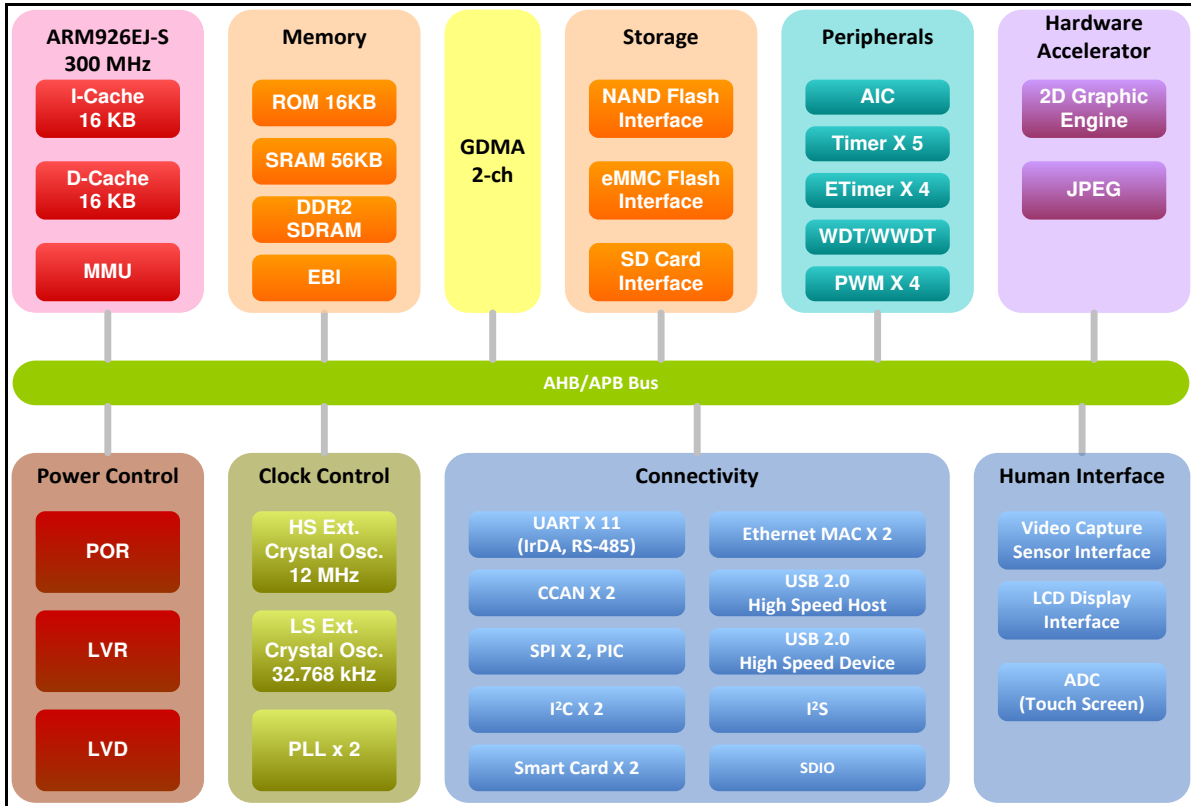 ARM926EJ-S
300 MHz
I-Cache
16 KB
D-Cache
16 KB
MMU
Memory
ROM 16KB
SRAM 56KB
DDR2
SDRAM
EBI
GDMA
2-ch
Storage
NAND Flash
Interface
eMMC Flash
Interface
SD Card
Interface
Peripherals
AIC
Timer X 5
ETimer X 4
WDT/WWDT
PWM X 4
Hardware
Accelerator
2D Graphic
Engine
JPEG
AHB/APB Bus
Power Control
POR
LVR
LVD
Clock Control
HS Ext.
Crystal Osc.
12 MHz
LS Ext.
Crystal Osc.
32.768 kHz
PLL x 2
Connectivity
UART X 11
(IrDA, RS-485)
CCAN X 2
SPI X 2, PIC
I²C X 2
Smart Card X 2
Ethernet MAC X 2
USB 2.0
High Speed Host
USB 2.0
High Speed Device
I²S
SDIO
Human Interface
Video Capture
Sensor Interface
LCD Display
Interface
ADC
(Touch Screen)